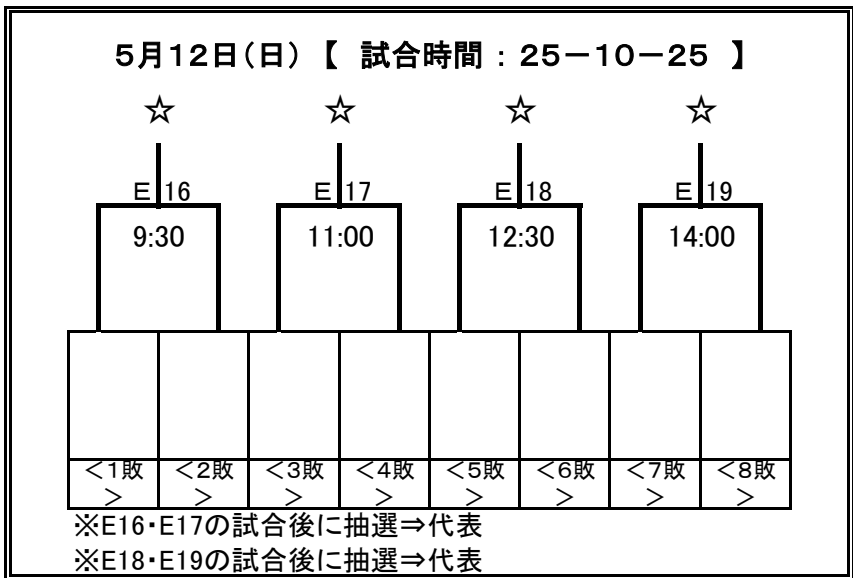 ５月１２日（日）【 試合時間 ： ２５－１０－２５ 】
☆ ☆ ☆ ☆
E 16 E 17 E 18 E 19
9:30 11:00 12:30 14:00
＜１敗＞ ＜２敗＞ ＜３敗＞ ＜４敗＞ ＜５敗＞ ＜６敗＞ ＜７敗＞ ＜８敗＞
※E16・E17の試合後に抽選⇒代表
※E18・E19の試合後に抽選⇒代表